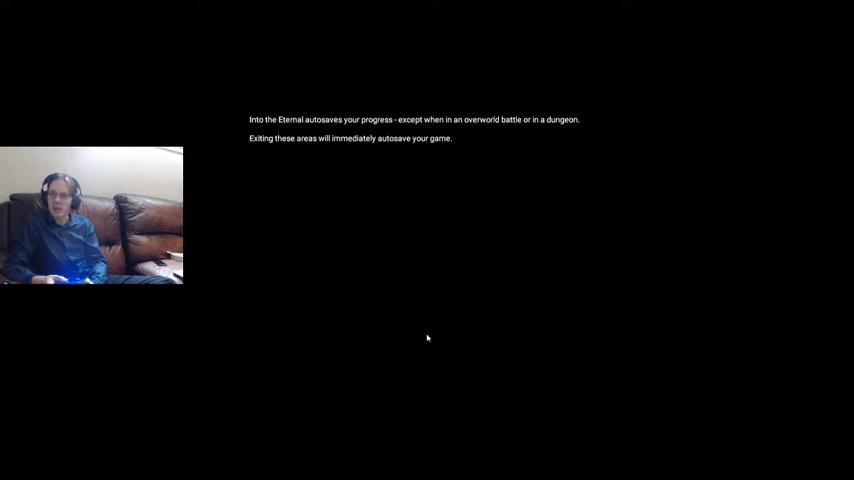 Into the Eternal autosaves your progress - except when in an overworld battle or in a dungeon.
Exiting these areas will immediately autosave your game.